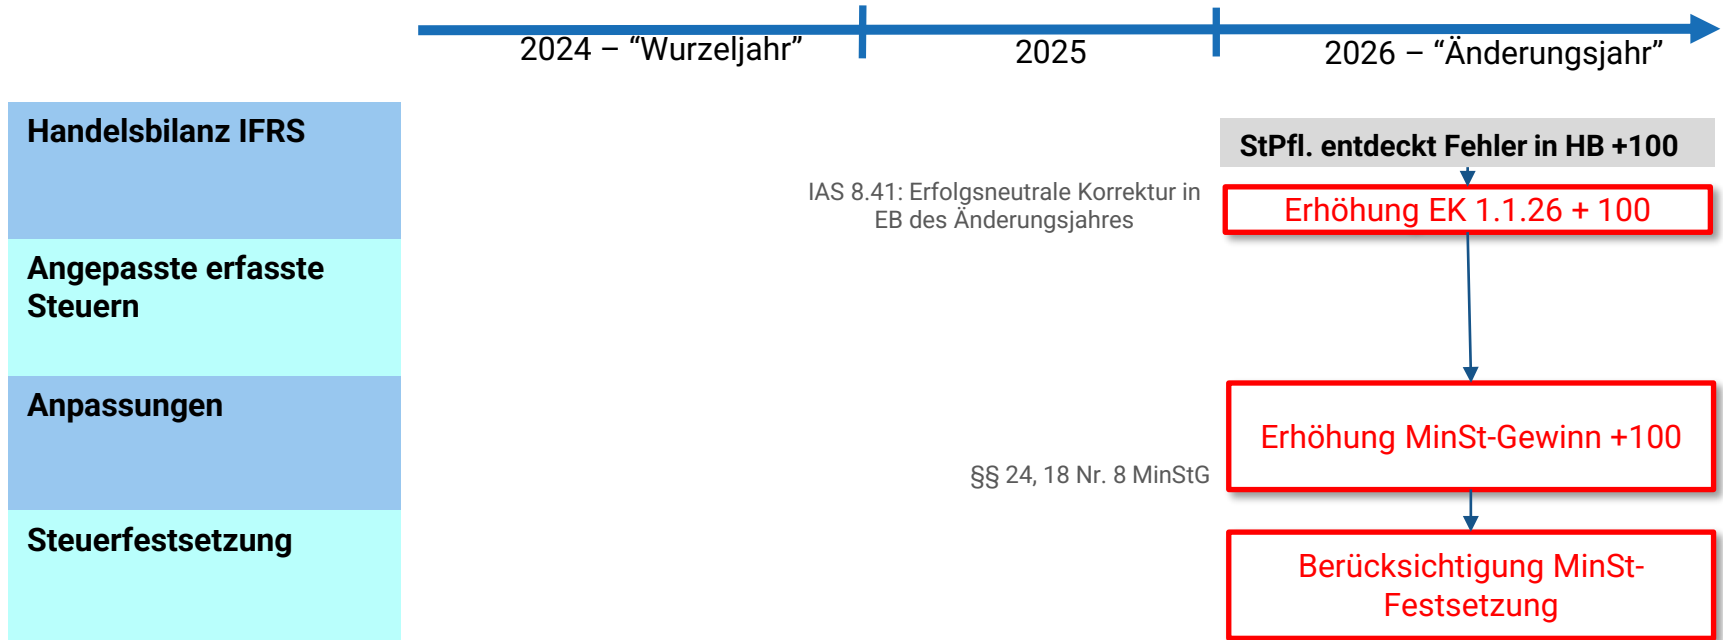 2024 – “Wurzeljahr”
2025
2026 – “Änderungsjahr”
Handelsbilanz IFRS
StPfl. entdeckt Fehler in HB +100
IAS 8.41: Erfolgsneutrale Korrektur in
EB des Änderungsjahres
Erhöhung EK 1.1.26 + 100
Angepasste erfasste
Steuern
Anpassungen
Erhöhung MinSt-Gewinn +100
§§ 24, 18 Nr. 8 MinStG
Steuerfestsetzung
Berücksichtigung MinSt-
Festsetzung